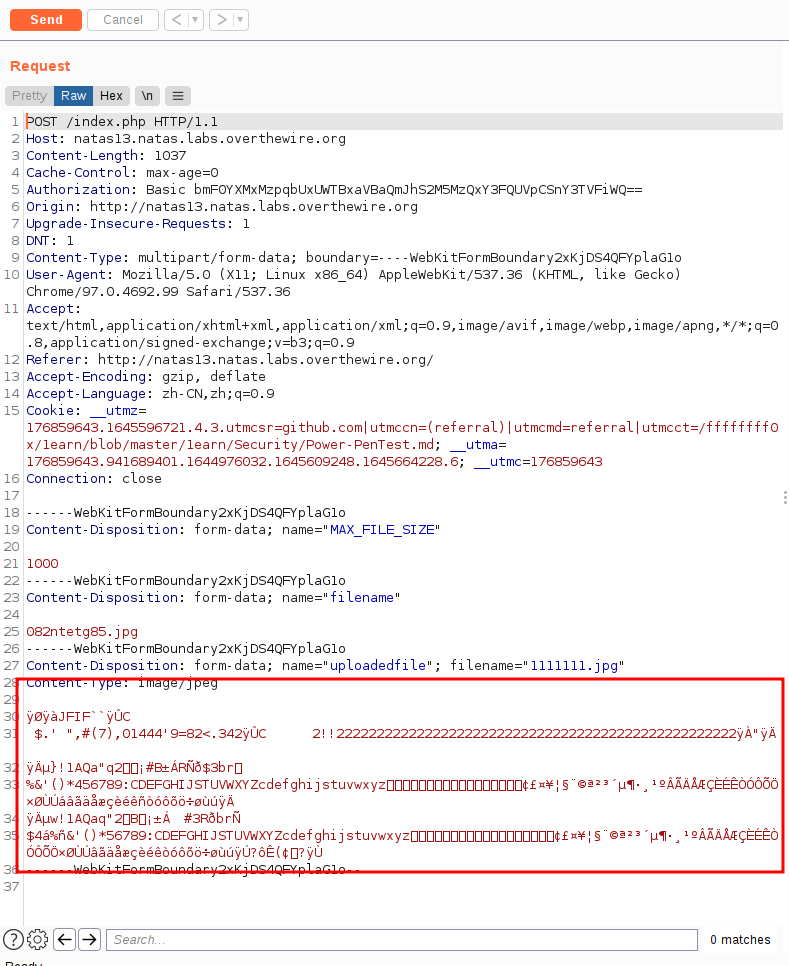 Send Cancel < ▼ > ▼
Request
Pretty Raw Hex \n ≡
1 POST /index.php HTTP/1.1
2 Host: natas13.natas.labs.overthewire.org
3 Content-Length: 1037
4 Cache-Control: max-age=0
5 Authorization: Basic bmF0YXMxMzpqbUxUWTBxaVBaQmJhS2M5MzQxY3FQUVpCSnY3TVFiWQ==
6 Origin: http://natas13.natas.labs.overthewire.org
7 Upgrade-Insecure-Requests: 1
8 DNT: 1
9 Content-Type: multipart/form-data; boundary=----WebKitFormBoundary2xKjDS4QFYplaG1o
10 User-Agent: Mozilla/5.0 (X11; Linux x86_64) AppleWebKit/537.36 (KHTML, like Gecko)
Chrome/97.0.4692.99 Safari/537.36
11 Accept:
text/html,application/xhtml+xml,application/xml;q=0.9,image/avif,image/webp,image/apng,*/*;q=0
.8,application/signed-exchange;v=b3;q=0.9
12 Referer: http://natas13.natas.labs.overthewire.org/
13 Accept-Encoding: gzip, deflate
14 Accept-Language: zh-CN,zh;q=0.9
15 Cookie: __utmz=
176859643.1645596721.4.3.utmcsr=github.com|utmccn=(referral)|utmcmd=referral|utmcct=/ffffffff0
x/1earn/blob/master/1earn/Security/Power-PenTest.md; __utma=
176859643.941689401.1644976032.1645609248.1645664228.6; __utmc=176859643
16 Connection: close
17
18 ------WebKitFormBoundary2xKjDS4QFYplaG1o
19 Content-Disposition: form-data; name="MAX_FILE_SIZE"
20
21 1000
22 ------WebKitFormBoundary2xKjDS4QFYplaG1o
23 Content-Disposition: form-data; name="filename"
24
25 082ntetg85.jpg
26 ------WebKitFormBoundary2xKjDS4QFYplaG1o
27 Content-Disposition: form-data; name="uploadedfile"; filename="1111111.jpg"
28 Content-Type: image/jpeg
29
30 ÿØÿàJFIF``ÿÛC
31 $.' ",#(7),01444'9=82<.342ÿÛC 2!!22222222222222222222222222222222222222222222222222ÿÀ"ÿÄ
32 ÿÄµ}!1AQa"q2¡#B±ÁRÑð$3br
33 %&'()*456789:CDEFGHIJSTUVWXYZcdefghijstuvwxyz¢£¤¥¦§¨©ª²³´µ¶·¸¹ºÂÃÄÅÆÇÈÉÊÒÓÔÕÖ
×ØÙÚáâãäåæçèéêñòóôõö÷øùúÿÄ
34 ÿÄµw!1AQaq"2B¡±Á #3RðbrÑ
35 $4á%ñ&'()*56789:CDEFGHIJSTUVWXYZcdefghijstuvwxyz¢£¤¥¦§¨©ª²³´µ¶·¸¹ºÂÃÄÅÆÇÈÉÊÒ
ÓÔÕÖ×ØÙÚâãäåæçèéêòóôõö÷øùúÿÚ?ôÊ(¢?ÿÙ
36 ------WebKitFormBoundary2xKjDS4QFYplaG1o--
37
Search... 0 matches